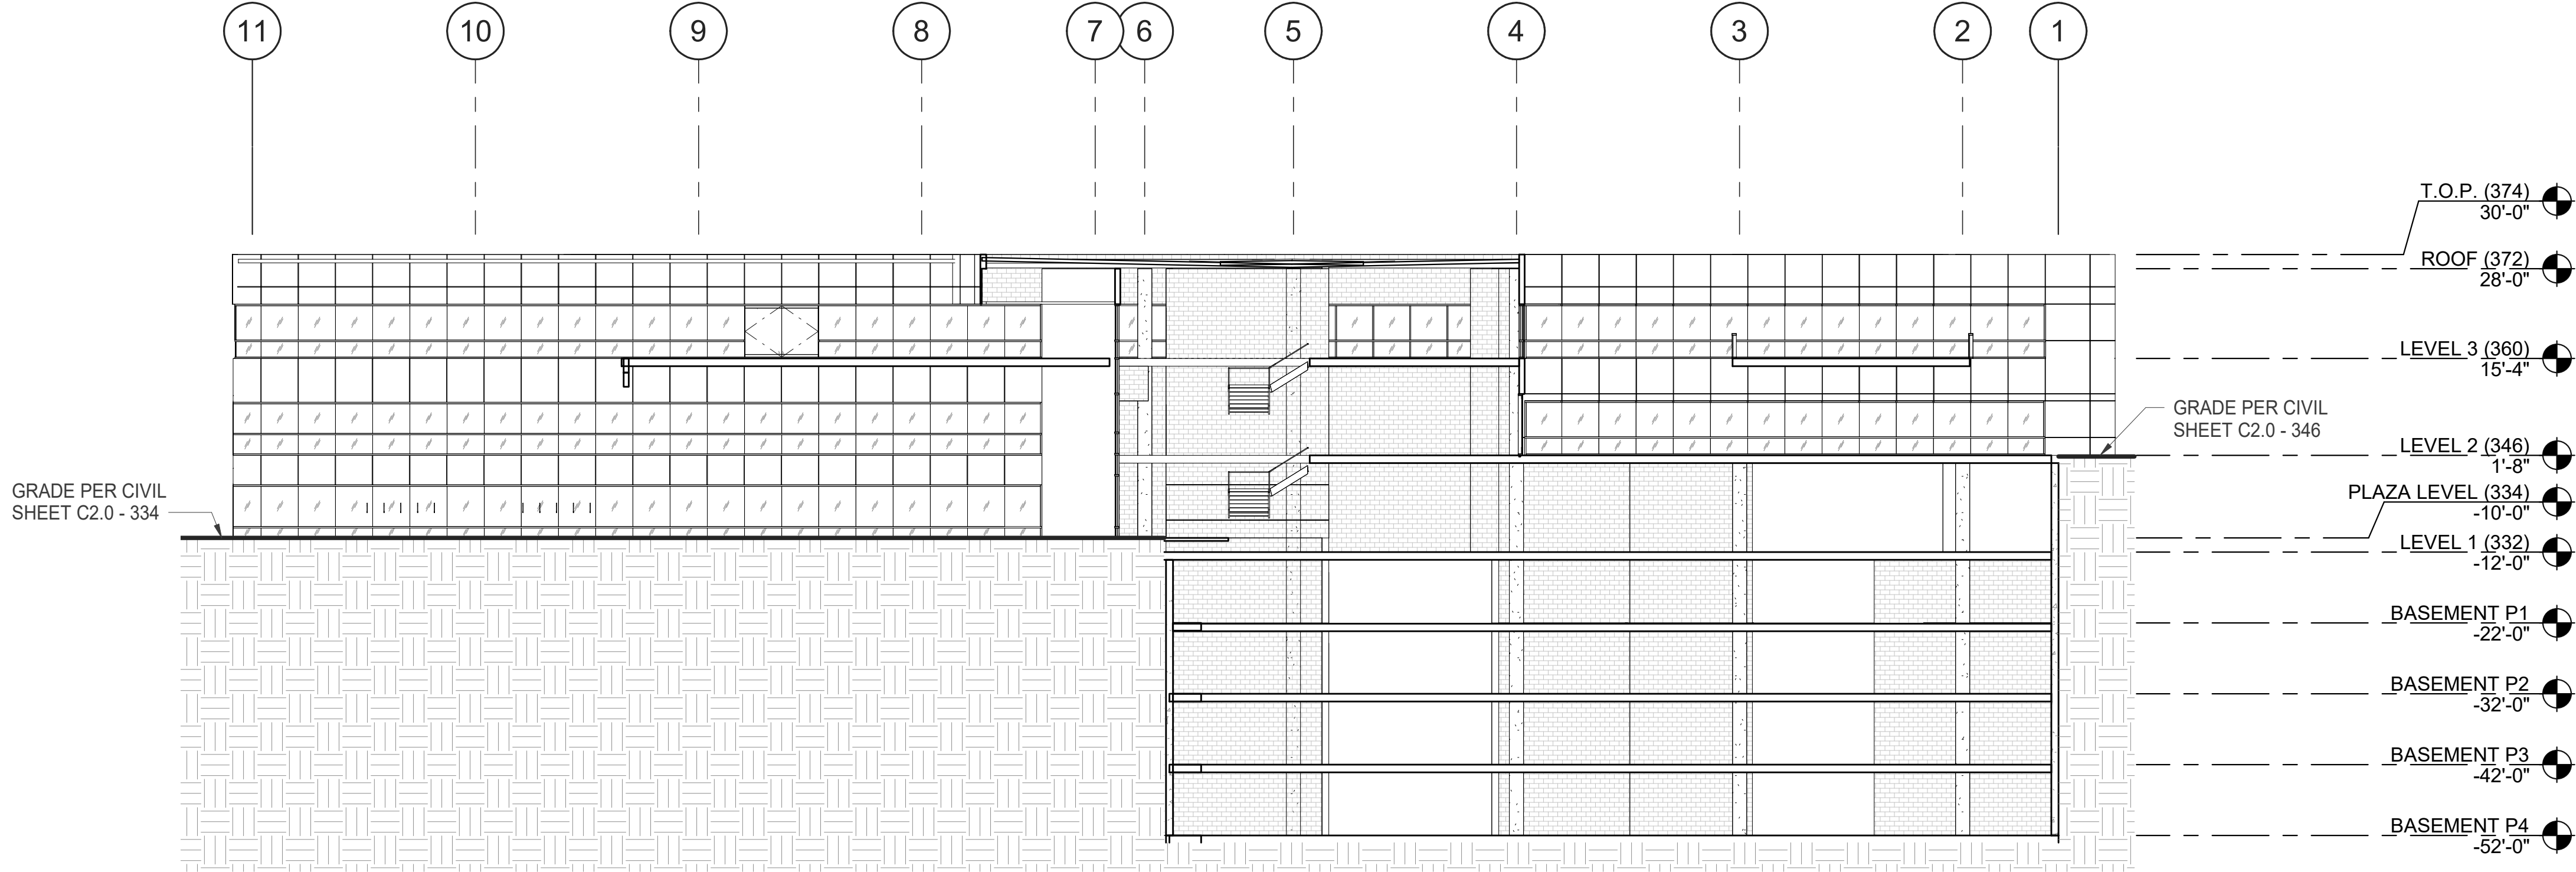 11
10
9
8
7
6
5
4
3
2
1
T.O.P. (374)
30'-0"
ROOF (372)
28'-0"
LEVEL 3 (360)
15'-4"
GRADE PER CIVIL
SHEET C2.0 - 346
LEVEL 2 (346)
1'-8"
GRADE PER CIVIL
SHEET C2.0 - 334
PLAZA LEVEL (334)
-10'-0"
LEVEL 1 (332)
-12'-0"
BASEMENT P1
-22'-0"
BASEMENT P2
-32'-0"
BASEMENT P3
-42'-0"
BASEMENT P4
-52'-0"